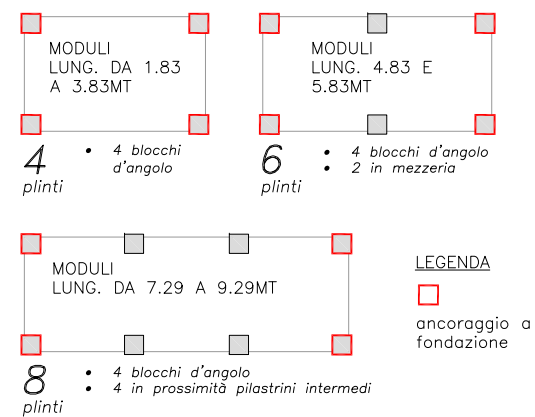 MODULI
LUNG. DA 1.83
A 3.83MT
4
plinti
• 4 blocchi
d'angolo
MODULI
LUNG. 4.83 E
5.83MT
6
plinti
• 4 blocchi d'angolo
• 2 in mezzeria
MODULI
LUNG. DA 7.29 A 9.29MT
8
plinti
• 4 blocchi d'angolo
• 4 in prossimità pilastrini intermedi
LEGENDA
ancoraggio a
fondazione